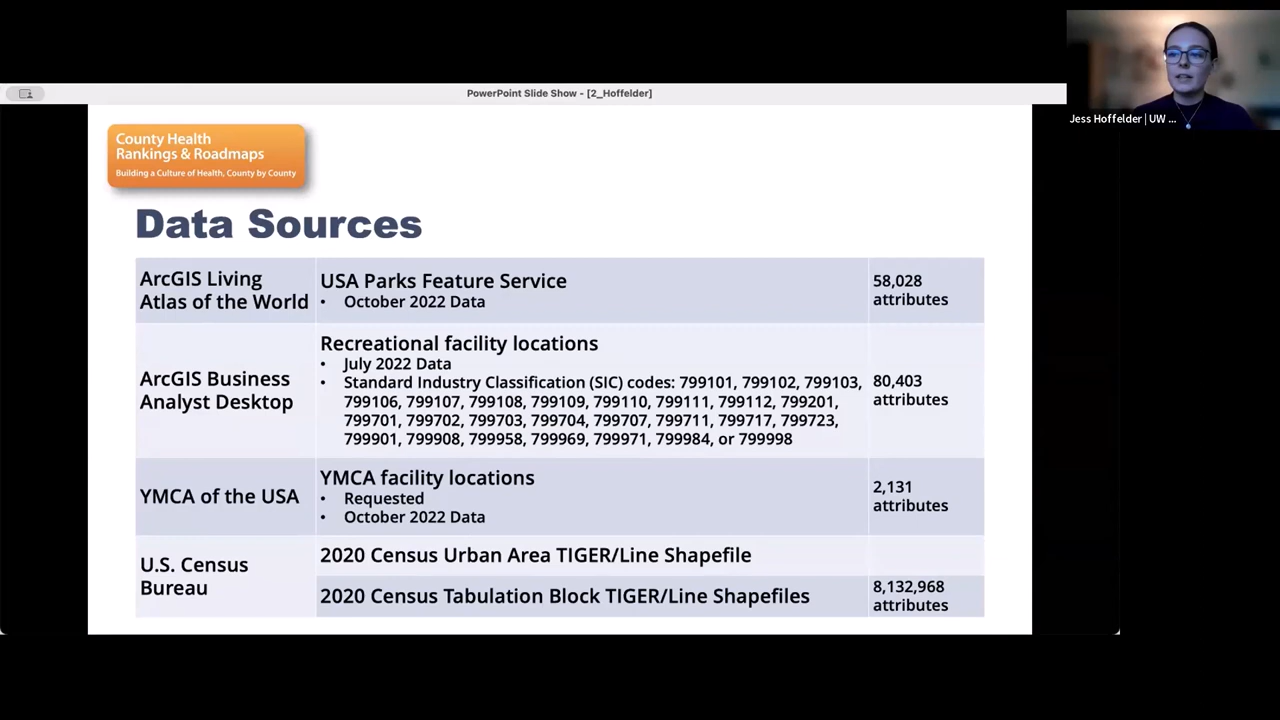 PowerPoint Slide Show - [2_Hoffelder]
Jess Hoffelder | UW ...
County Health
Rankings & Roadmaps
Building a Culture of Health, County by County
Data Sources
ArcGIS Living
Atlas of the World
USA Parks Feature Service
• October 2022 Data
58,028
attributes
ArcGIS Business
Analyst Desktop
Recreational facility locations
• July 2022 Data
• Standard Industry Classification (SIC) codes: 799101, 799102, 799103,
799106, 799107, 799108, 799109, 799110, 799111, 799112, 799201,
799701, 799702, 799703, 799704, 799707, 799711, 799717, 799723,
799901, 799908, 799958, 799969, 799971, 799984, or 799998
80,403
attributes
YMCA of the USA
YMCA facility locations
• Requested
• October 2022 Data
2,131
attributes
U.S. Census
Bureau
2020 Census Urban Area TIGER/Line Shapefile
2020 Census Tabulation Block TIGER/Line Shapefiles
8,132,968
attributes